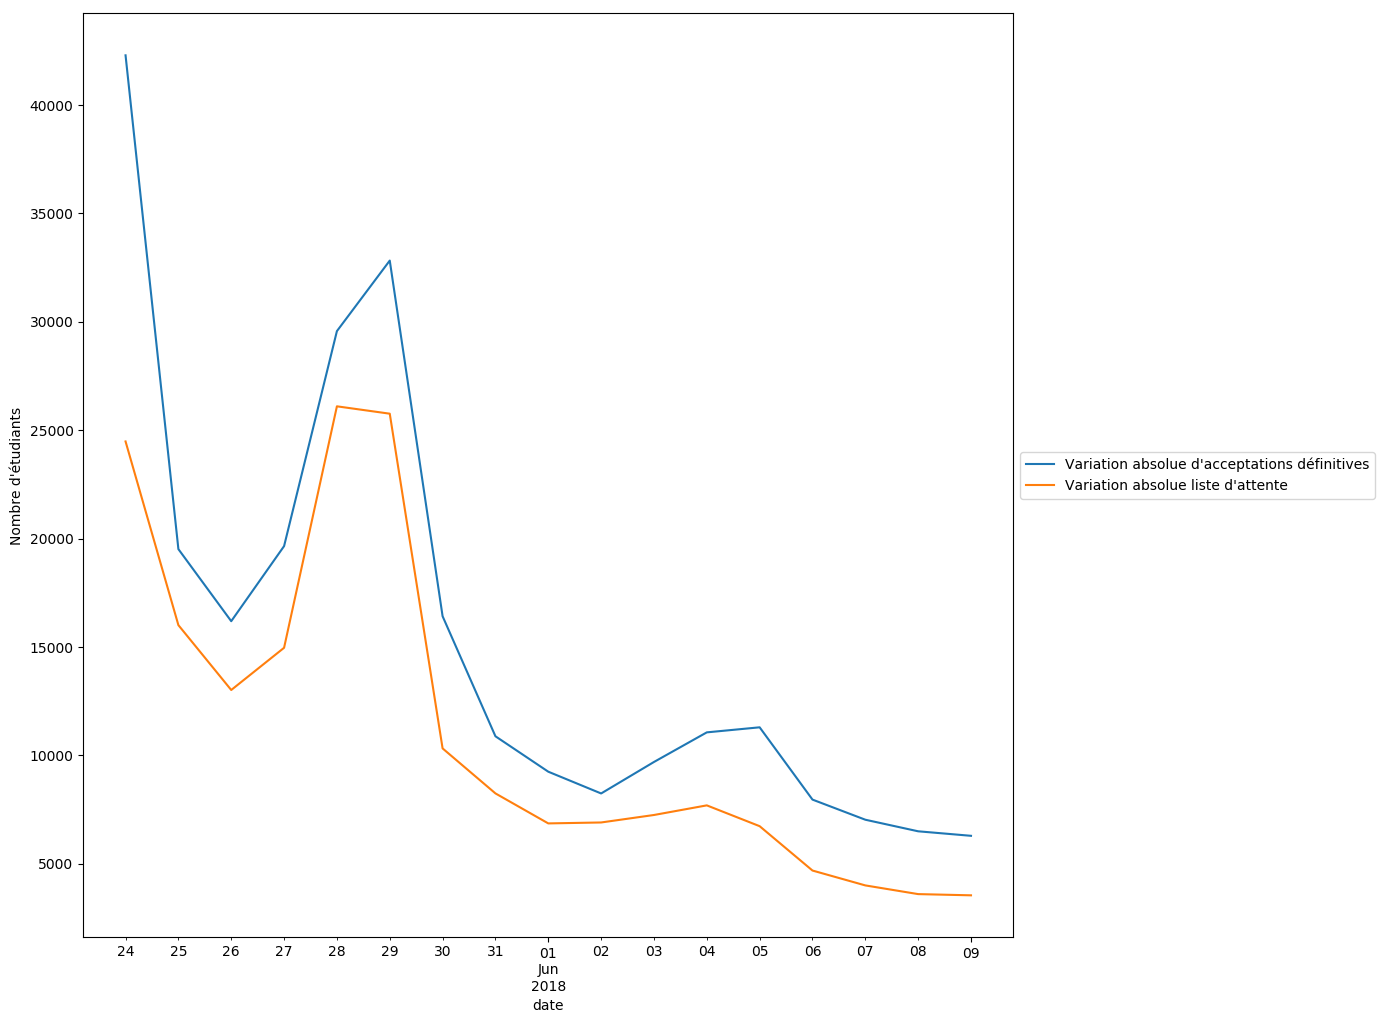 40000
35000
30000
25000
20000
15000
10000
5000
Nombre d'étudiants
Variation absolue d'acceptations définitives
Variation absolue liste d'attente
24 25 26 27 28 29 30 31 01 02 03 04 05 06 07 08 09
Jun
2018
date